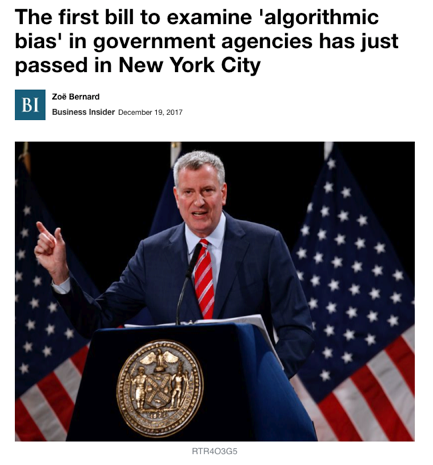 The first bill to examine 'algorithmic
bias' in government agencies has just
passed in New York City
BI
Zoë Bernard
Business Insider December 19, 2017
RTR4O3G5